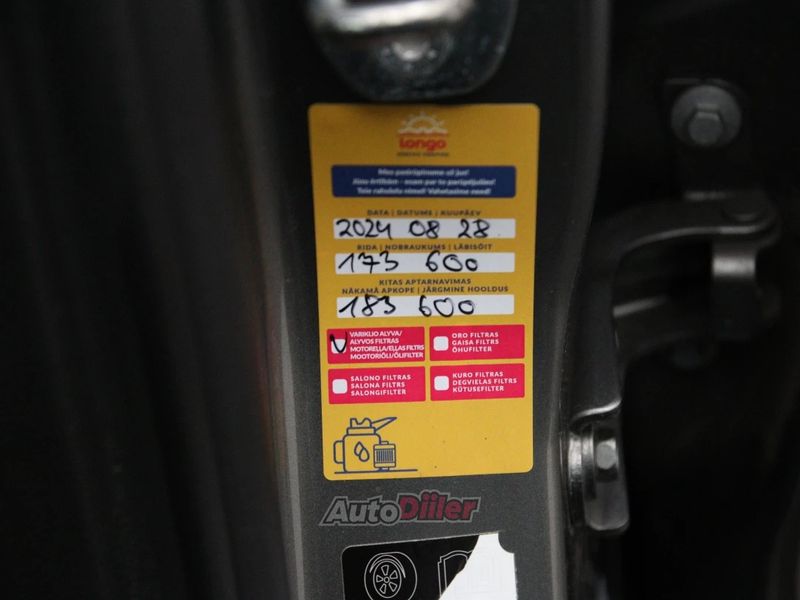 longo
DATA | DATUMS | KUUPÄEV
2024 08 28
RIDA | NOBRAUKUMS | LÄBISÕIT
173 600
KITAS APTARNAVIMAS
NĀKAMĀ APKOPE | JÄRGMINE HOOLDUS
183 600
VARIKLIO ALYVA/
ALYVOS FILTRAS
MOTOREĻĻA/EĻĻAS FILTRS
MOOTORIÕLI/ÕLIFILTER
ORO FILTRAS
GAISA FILTRS
ÕHUFILTER
SALONO FILTRAS
SALONA FILTRS
SALONGIFILTER
KURO FILTRAS
DEGVIELAS FILTRS
KÜTUSEFILTER
AutoDiiler